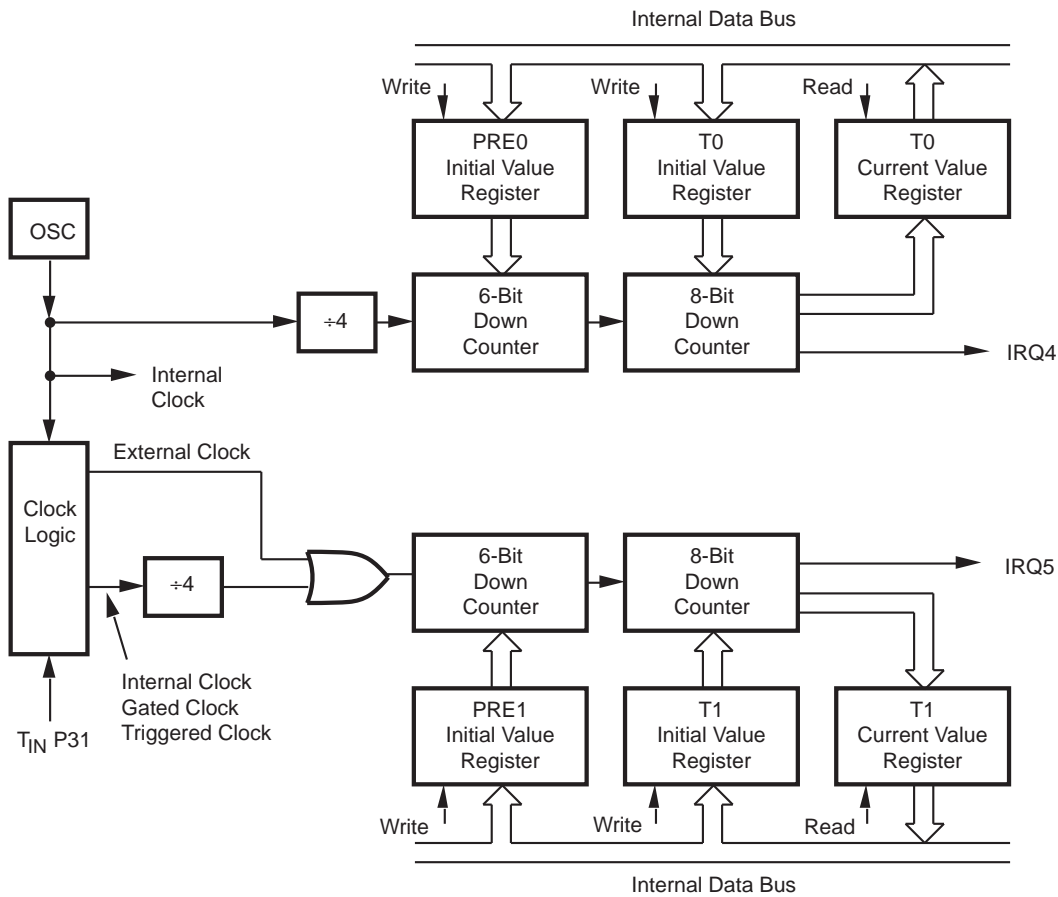 Internal Data Bus
Write
Write
Read
PRE0
Initial Value
Register
T0
Initial Value
Register
T0
Current Value
Register
OSC
÷4
6-Bit
Down
Counter
8-Bit
Down
Counter
IRQ4
Internal
Clock
External Clock
Clock
Logic
÷4
6-Bit
Down
Counter
8-Bit
Down
Counter
IRQ5
Internal Clock
Gated Clock
Triggered Clock
TIN P31
PRE1
Initial Value
Register
T1
Initial Value
Register
T1
Current Value
Register
Write
Write
Read
Internal Data Bus